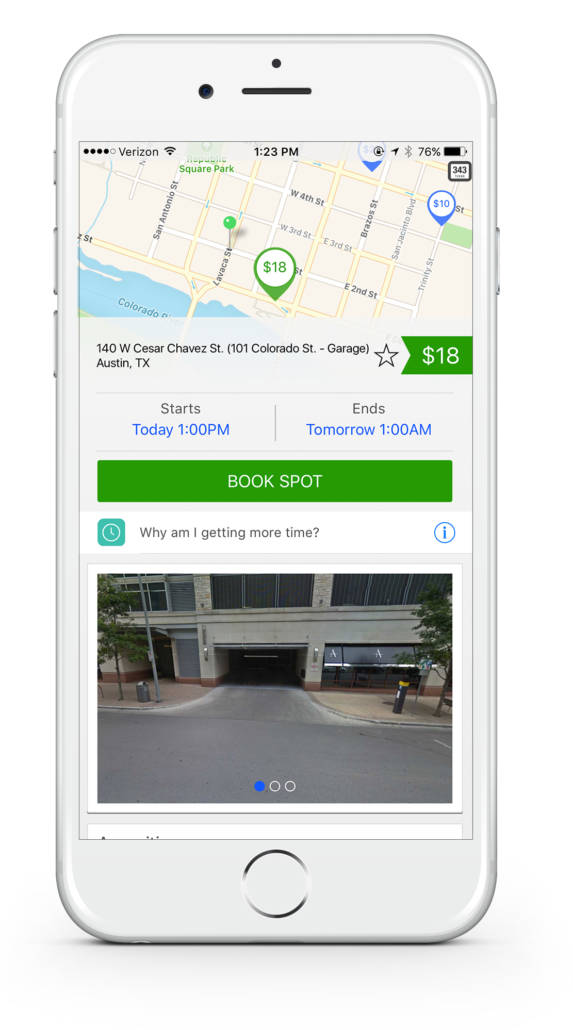 Verizon 1:23 PM 76%
Republic
Square Park
343
$10
St
W 4th St
San Antonio St
Brazos St
San Jacinto Blvd
W 3rd St
E 3rd St
z St
Lavaca St
$18
St
E 2nd St
Trinity St
Colorado River
140 W Cesar Chavez St. (101 Colorado St. - Garage)
Austin, TX
$18
Starts
Ends
Today 1:00PM
Tomorrow 1:00AM
BOOK SPOT
Why am I getting more time?
i
A A